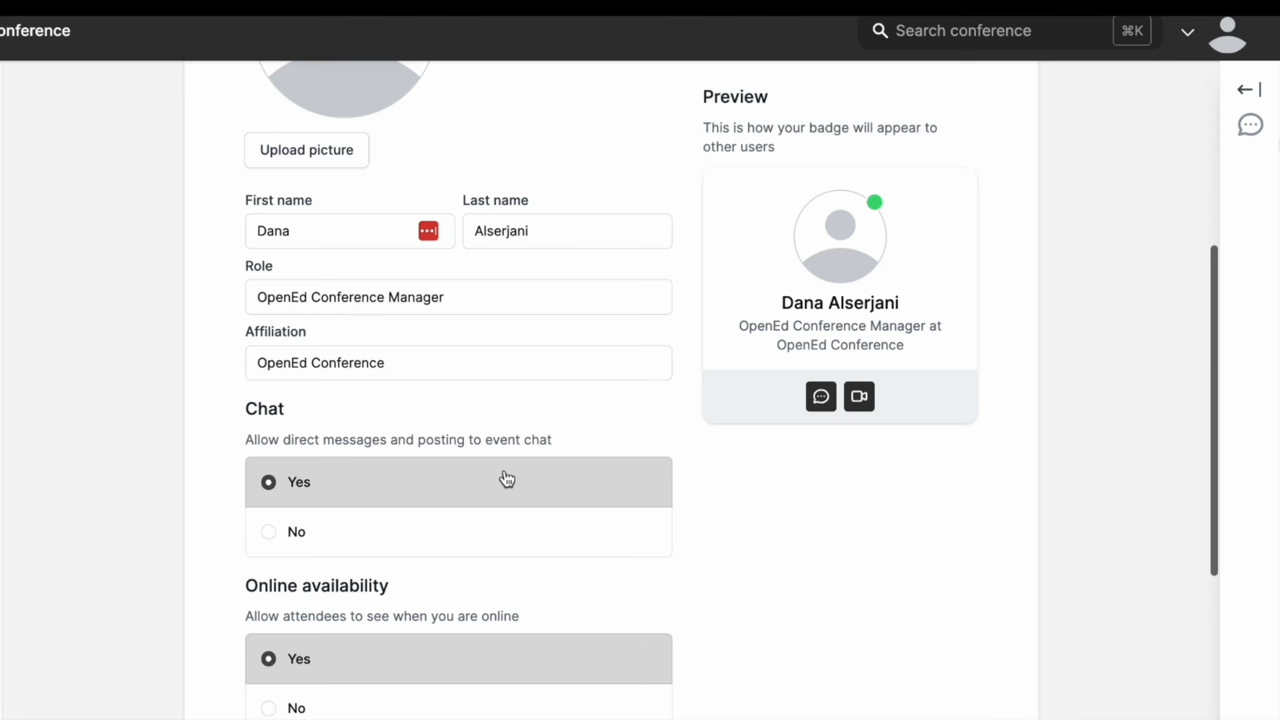 onference
Search conference
⌘K
Upload picture
First name
Last name
Dana
Alserjani
Role
OpenEd Conference Manager
Affiliation
OpenEd Conference
Chat
Allow direct messages and posting to event chat
Yes
No
Online availability
Allow attendees to see when you are online
Yes
No
Preview
This is how your badge will appear to
other users
Dana Alserjani
OpenEd Conference Manager at
OpenEd Conference